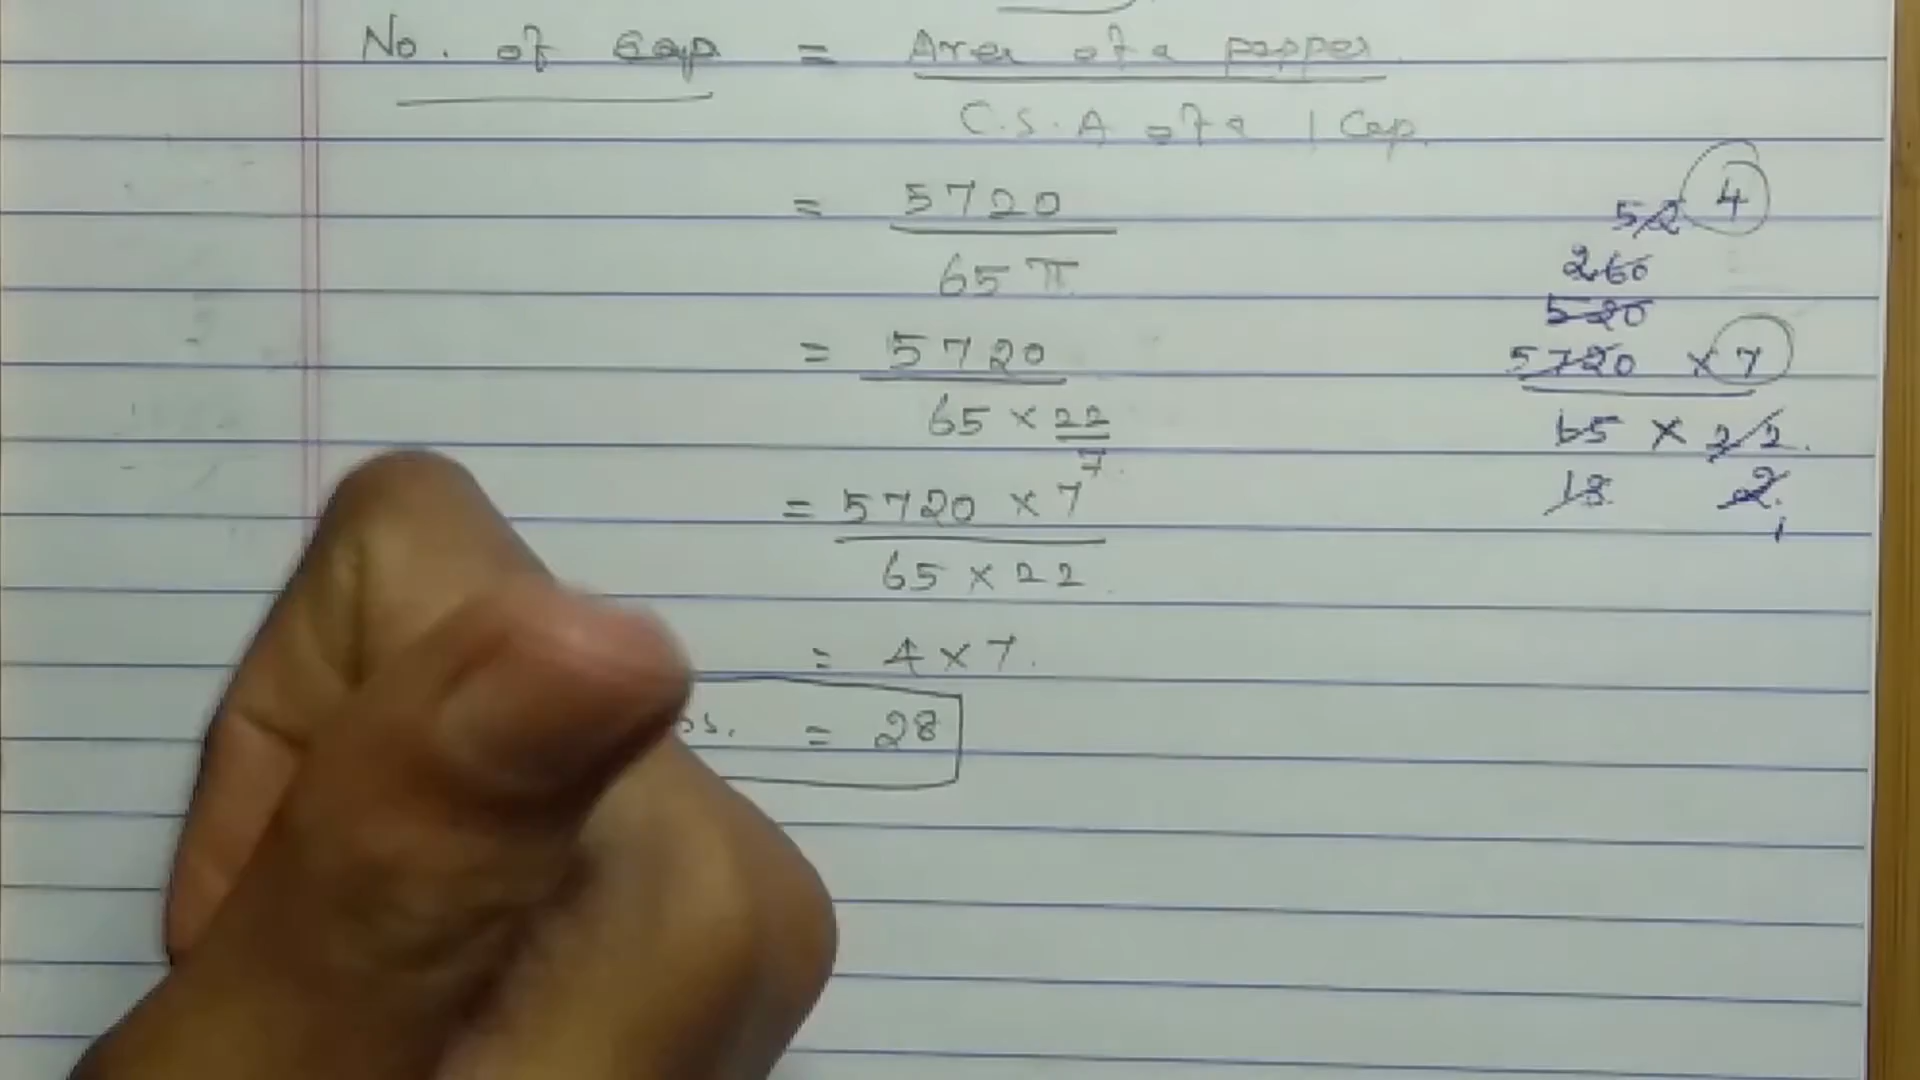 No. of Cap = Area of a papper
C.S.A of a 1 Cap.
= 5720
65 π
= 5720
65 × 22
7
= 5720 × 7
65 × 22
= 4 × 7.
= 28
4
52
260
520
5720 × 7
65 × 22.
13 2
1